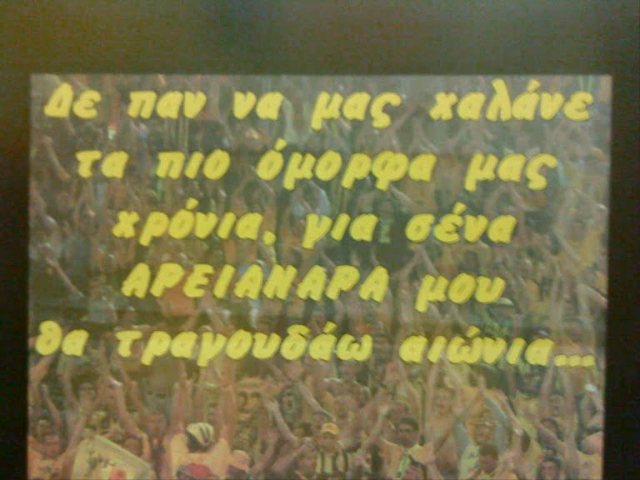 Δε παν να μας χαλάνε
τα πιο όμορφα μας
χρόνια, για σένα
ΑΡΕΙΑΝΑΡΑ μου
θα τραγουδάω αιώνια...